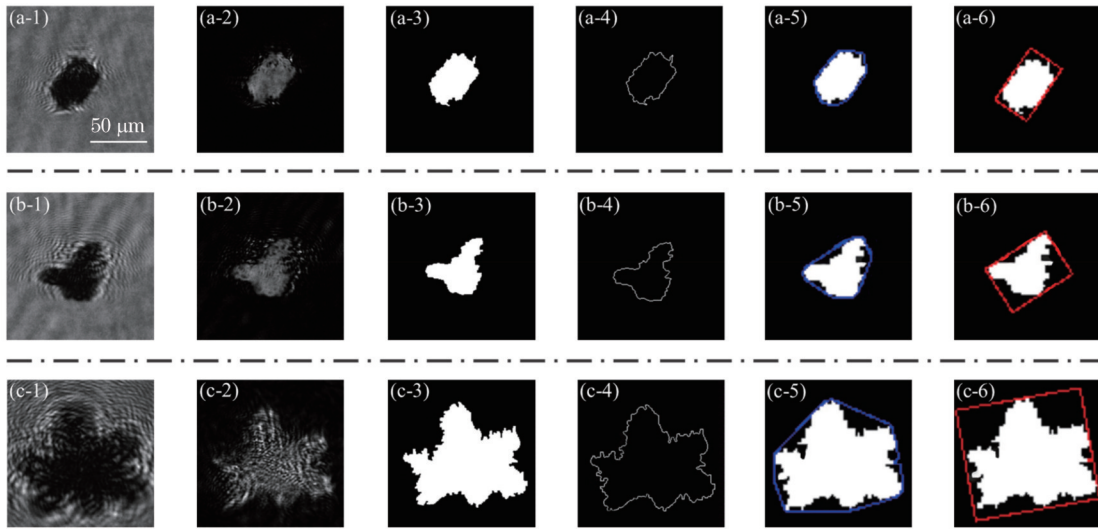 (a-1) (a-2) (a-3) (a-4) (a-5) (a-6)
50 μm
(b-1) (b-2) (b-3) (b-4) (b-5) (b-6)
(c-1) (c-2) (c-3) (c-4) (c-5) (c-6)